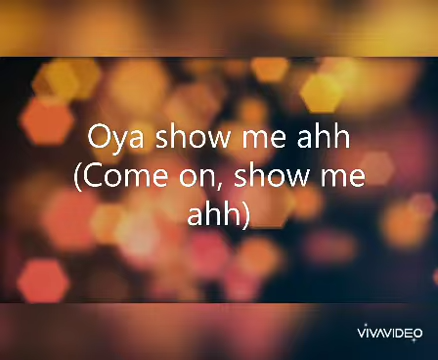 Oya show me ahh
(Come on, show me
ahh)
VIVAVIDEO